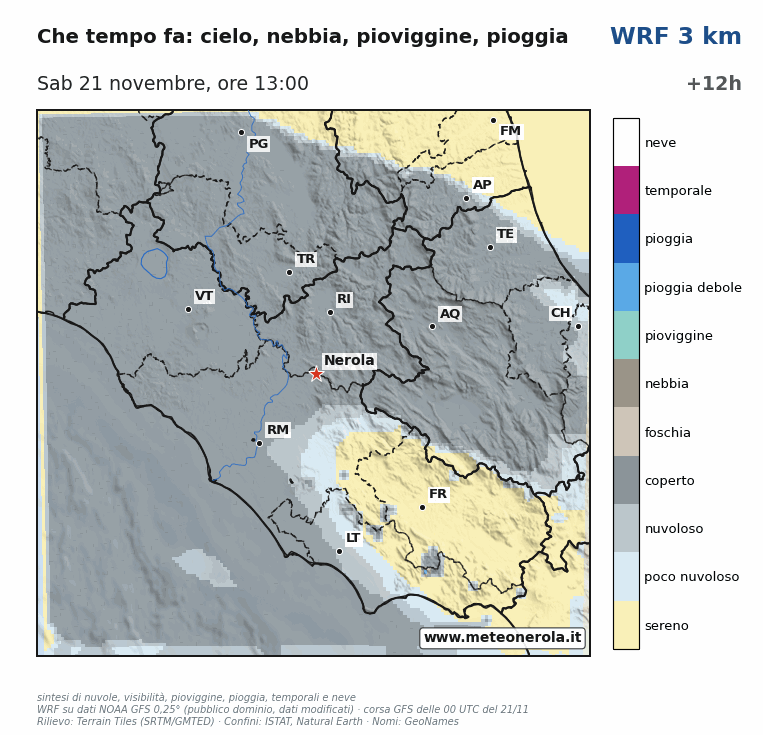 Che tempo fa: cielo, nebbia, pioviggine, pioggia
WRF 3 km
Sab 21 novembre, ore 13:00
+12h
FM
PG
AP
TE
TR
VT
RI
AQ
CH
Nerola
RM
FR
LT
www.meteonerola.it
neve
temporale
pioggia
pioggia debole
pioviggine
nebbia
foschia
coperto
nuvoloso
poco nuvoloso
sereno
sintesi di nuvole, visibilità, pioviggine, pioggia, temporali e neve
WRF su dati NOAA GFS 0,25° (pubblico dominio, dati modificati) · corsa GFS delle 00 UTC del 21/11
Rilievo: Terrain Tiles (SRTM/GMTED) · Confini: ISTAT, Natural Earth · Nomi: GeoNames